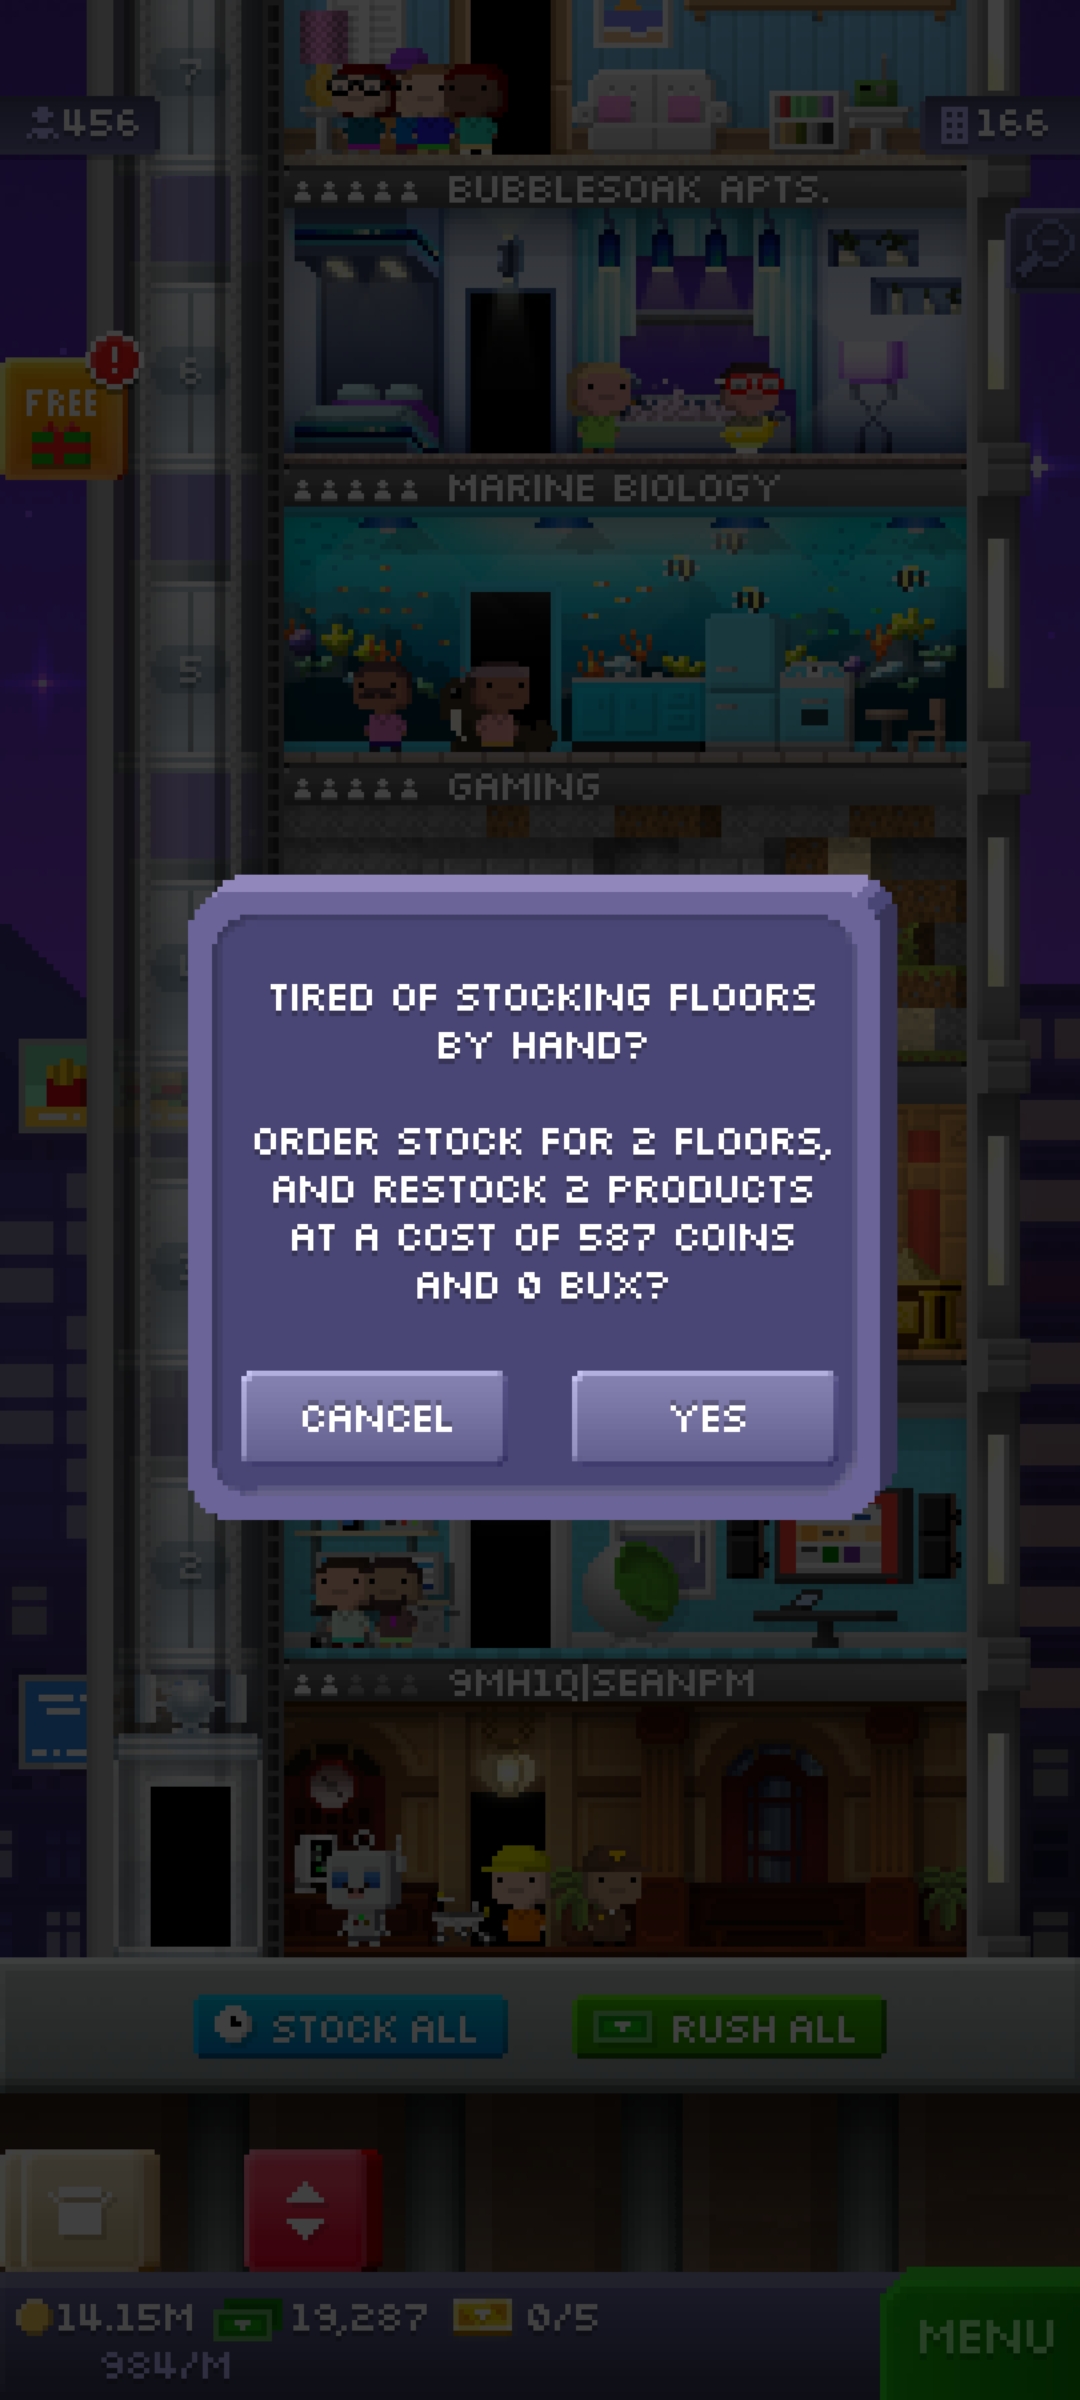 7
456
166
BUBBLESOAK APTS.
6
FREE
MARINE BIOLOGY
5
GAMING
TIRED OF STOCKING FLOORS
BY HAND?
ORDER STOCK FOR 2 FLOORS,
AND RESTOCK 2 PRODUCTS
AT A COST OF 587 COINS
AND 0 BUX?
CANCEL
YES
2
9MH1Q|SEANPM
STOCK ALL
RUSH ALL
14.15M
19,287
0/5
984/M
MENU